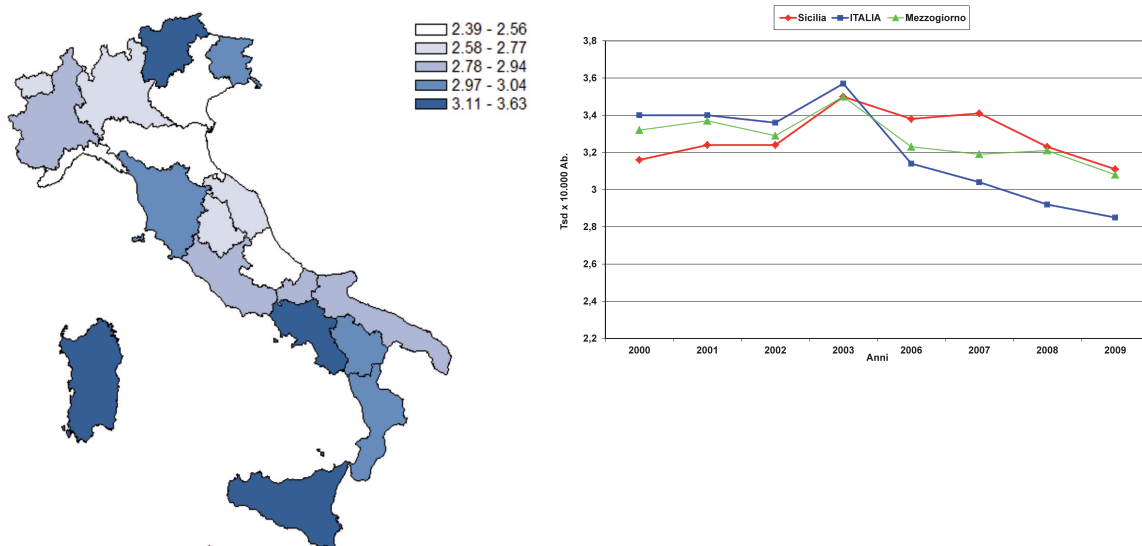 2.39 - 2.56
2.58 - 2.77
2.78 - 2.94
2.97 - 3.04
3.11 - 3.63
Sicilia ITALIA Mezzogiorno
Tsd x 10.000 Ab.
3,8
3,6
3,4
3,2
3
2,8
2,6
2,4
2,2
2000 2001 2002 2003 2006 2007 2008 2009
Anni